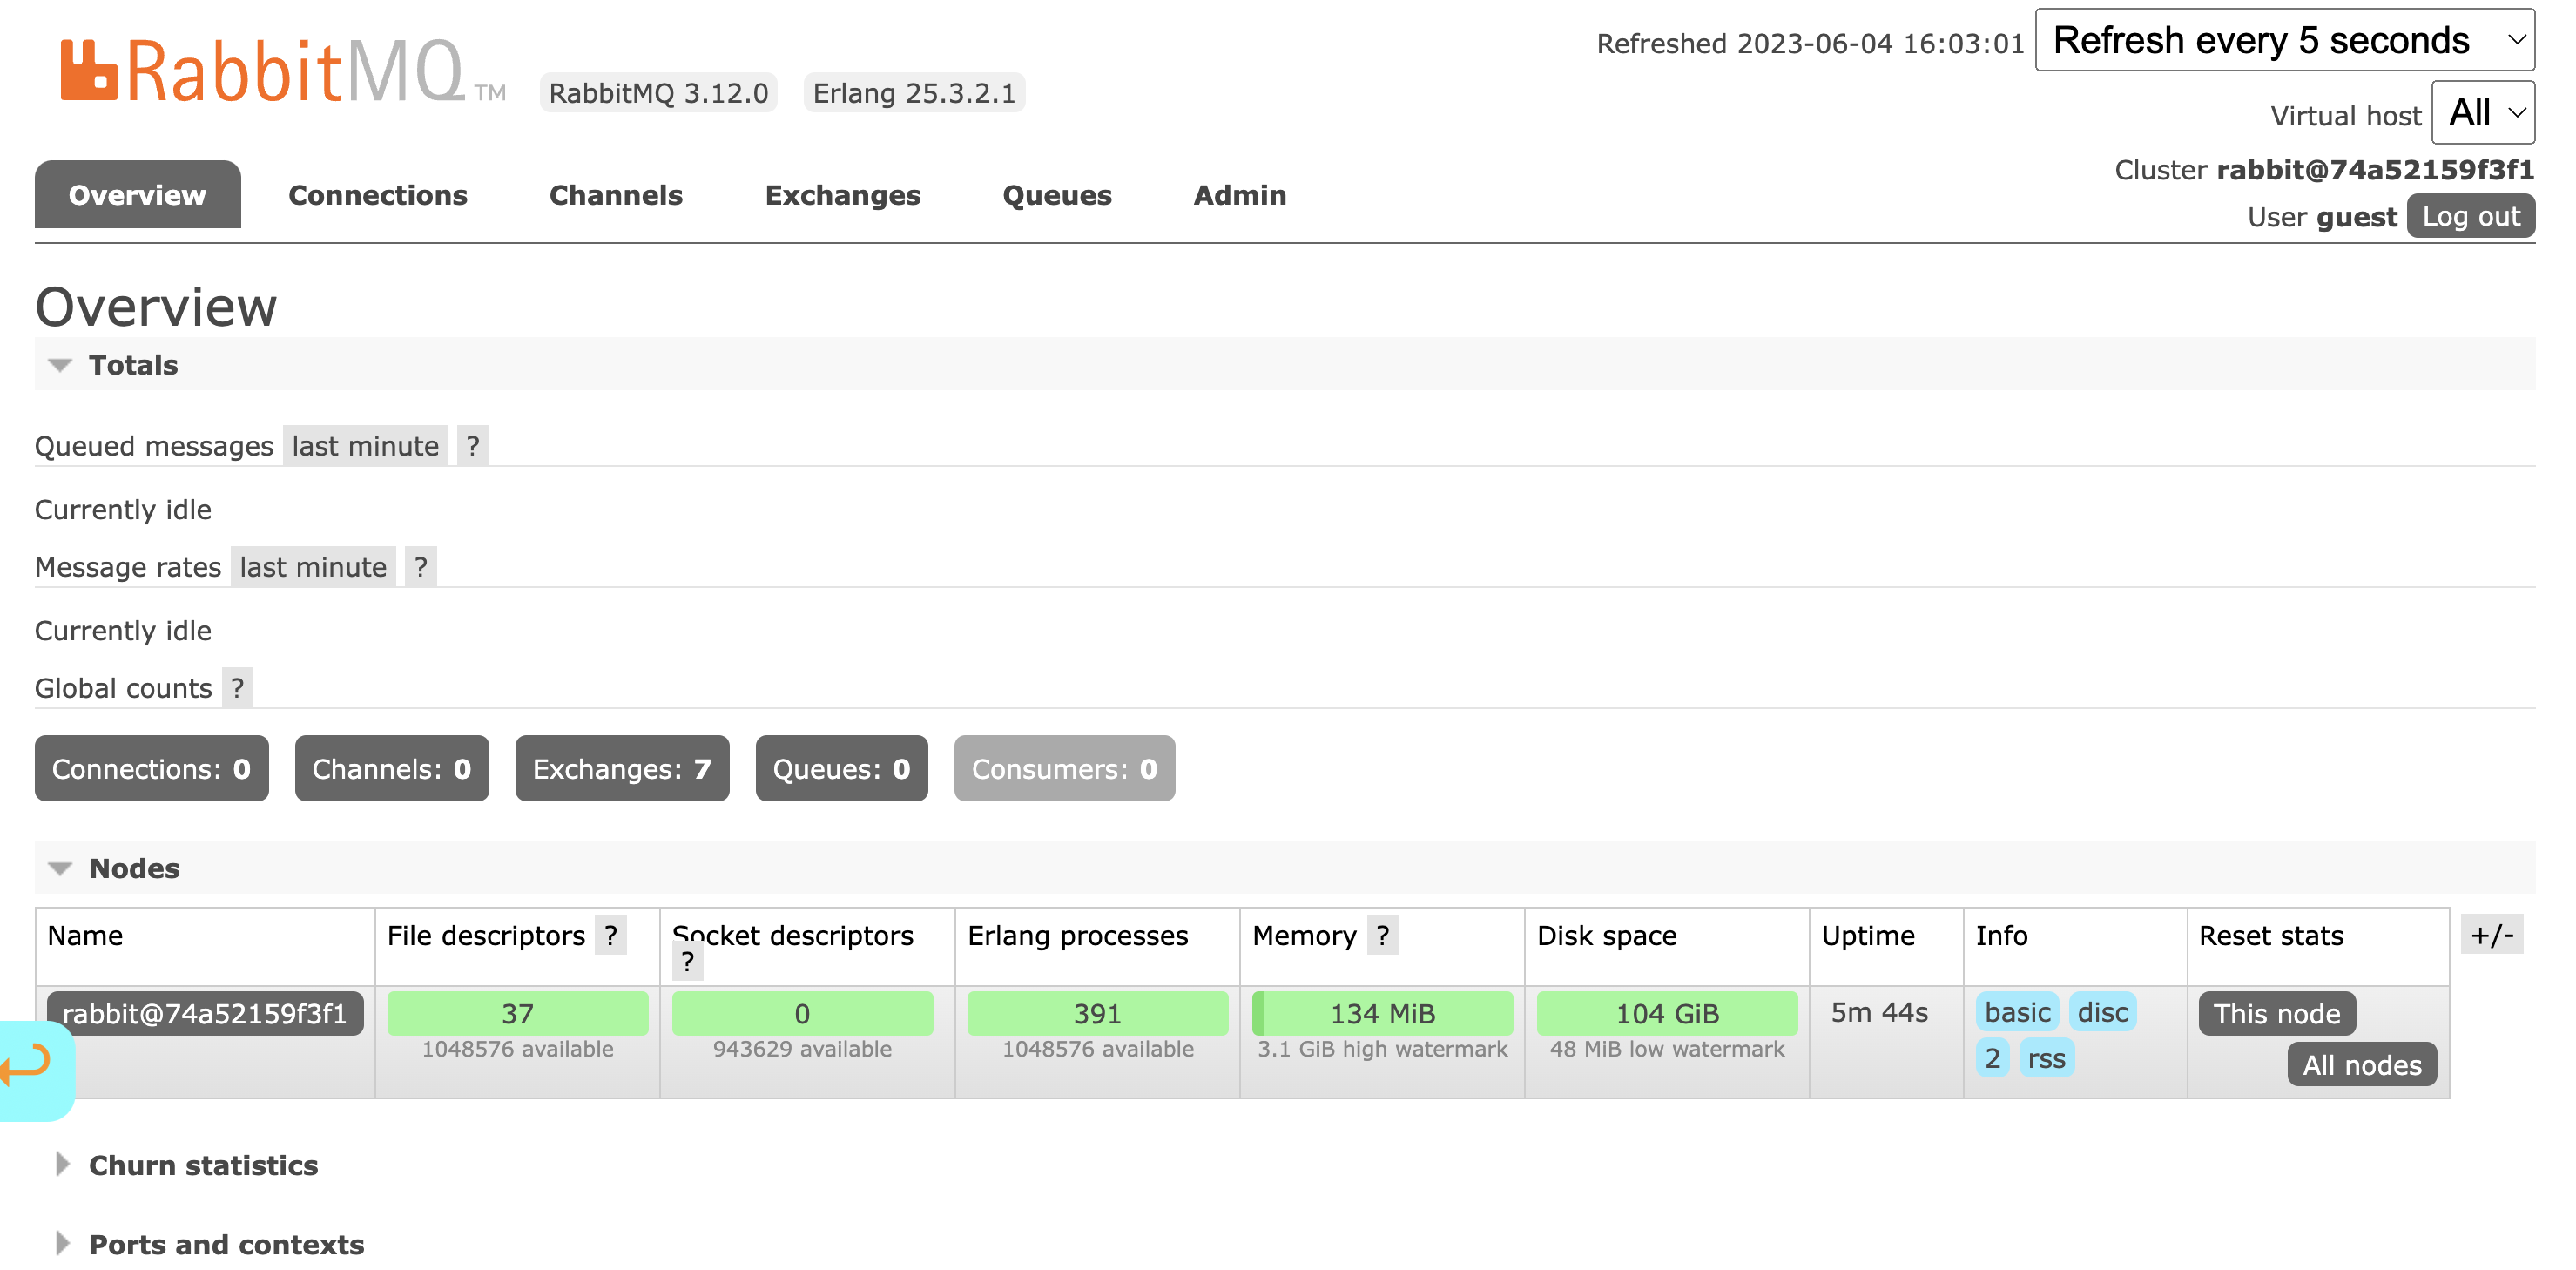 RabbitMQ TM RabbitMQ 3.12.0 Erlang 25.3.2.1
Refreshed 2023-06-04 16:03:01 Refresh every 5 seconds
Virtual host All
Cluster rabbit@74a52159f3f1
User guest Log out
Overview Connections Channels Exchanges Queues Admin
Overview
Totals
Queued messages last minute ?
Currently idle
Message rates last minute ?
Currently idle
Global counts ?
Connections: 0 Channels: 0 Exchanges: 7 Queues: 0 Consumers: 0
Nodes
Name File descriptors ? Socket descriptors ? Erlang processes Memory ? Disk space Uptime Info Reset stats +/-
rabbit@74a52159f3f1 37 0 391 134 MiB 104 GiB 5m 44s basic disc This node
1048576 available 943629 available 1048576 available 3.1 GiB high watermark 48 MiB low watermark 2 rss All nodes
Churn statistics
Ports and contexts